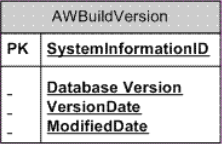 AWBuildVersion
PK SystemInformationID
Database Version
VersionDate
ModifiedDate